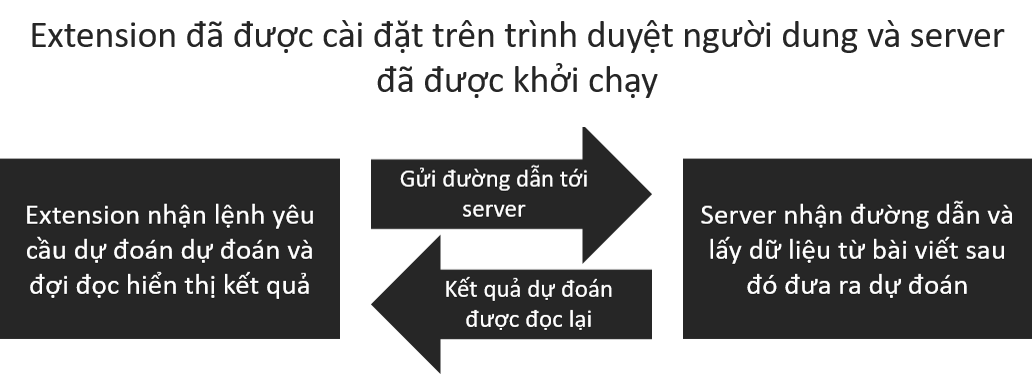 Extension đã được cài đặt trên trình duyệt người dung và server
đã được khởi chạy
Extension nhận lệnh yêu
cầu dự đoán dự đoán và
đợi đọc hiển thị kết quả
Gửi đường dẫn tới
server
Kết quả dự đoán
được đọc lại
Server nhận đường dẫn và
lấy dữ liệu từ bài viết sau
đó đưa ra dự đoán